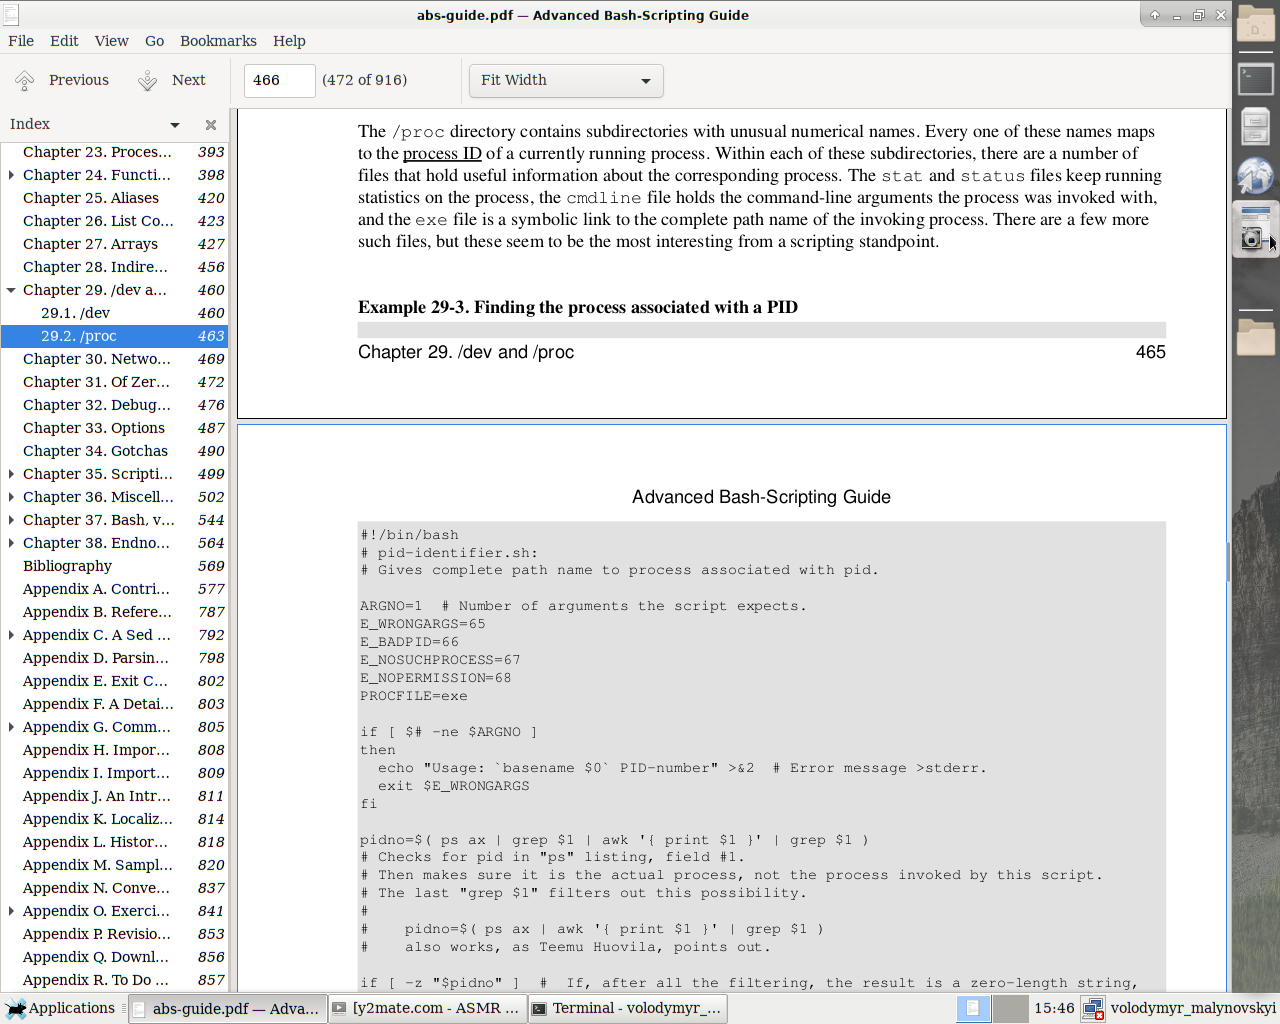 abs-guide.pdf — Advanced Bash-Scripting Guide
File Edit View Go Bookmarks Help
Previous Next 466 (472 of 916) Fit Width
Index
Chapter 23. Proces... 393
Chapter 24. Functi... 398
Chapter 25. Aliases 420
Chapter 26. List Co... 423
Chapter 27. Arrays 427
Chapter 28. Indire... 456
Chapter 29. /dev a... 460
29.1. /dev 460
29.2. /proc 463
Chapter 30. Netwo... 469
Chapter 31. Of Zer... 472
Chapter 32. Debug... 476
Chapter 33. Options 487
Chapter 34. Gotchas 490
Chapter 35. Scripti... 499
Chapter 36. Miscell... 502
Chapter 37. Bash, v... 544
Chapter 38. Endno... 564
Bibliography 569
Appendix A. Contri... 577
Appendix B. Refere... 787
Appendix C. A Sed ... 792
Appendix D. Parsin... 798
Appendix E. Exit C... 802
Appendix F. A Detai... 803
Appendix G. Comm... 805
Appendix H. Impor... 808
Appendix I. Import... 809
Appendix J. An Intr... 811
Appendix K. Localiz... 814
Appendix L. Histor... 818
Appendix M. Sampl... 820
Appendix N. Conve... 837
Appendix O. Exerci... 841
Appendix P. Revisio... 853
Appendix Q. Downl... 856
Appendix R. To Do ... 857
The /proc directory contains subdirectories with unusual numerical names. Every one of these names maps
to the process ID of a currently running process. Within each of these subdirectories, there are a number of
files that hold useful information about the corresponding process. The stat and status files keep running
statistics on the process, the cmdline file holds the command-line arguments the process was invoked with,
and the exe file is a symbolic link to the complete path name of the invoking process. There are a few more
such files, but these seem to be the most interesting from a scripting standpoint.
Example 29-3. Finding the process associated with a PID
Chapter 29. /dev and /proc 465
Advanced Bash-Scripting Guide
#!/bin/bash
# pid-identifier.sh:
# Gives complete path name to process associated with pid.
ARGNO=1  # Number of arguments the script expects.
E_WRONGARGS=65
E_BADPID=66
E_NOSUCHPROCESS=67
E_NOPERMISSION=68
PROCFILE=exe
if [ $# -ne $ARGNO ]
then
  echo "Usage: `basename $0` PID-number" >&2  # Error message >stderr.
  exit $E_WRONGARGS
fi
pidno=$( ps ax | grep $1 | awk '{ print $1 }' | grep $1 )
# Checks for pid in "ps" listing, field #1.
# Then makes sure it is the actual process, not the process invoked by this script.
# The last "grep $1" filters out this possibility.
#
#    pidno=$( ps ax | awk '{ print $1 }' | grep $1 )
#    also works, as Teemu Huovila, points out.
if [ -z "$pidno" ]  #  If, after all the filtering, the result is a zero-length string,
Applications abs-guide.pdf — Adva... [y2mate.com - ASMR ... Terminal - volodymyr_... 15:46 volodymyr_malynovskyi